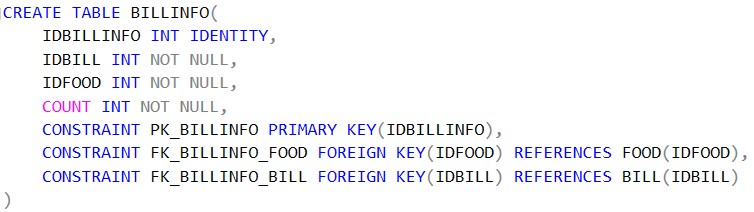 CREATE TABLE BILLINFO(
    IDBILLINFO INT IDENTITY,
    IDBILL INT NOT NULL,
    IDFOOD INT NOT NULL,
    COUNT INT NOT NULL,
    CONSTRAINT PK_BILLINFO PRIMARY KEY(IDBILLINFO),
    CONSTRAINT FK_BILLINFO_FOOD FOREIGN KEY(IDFOOD) REFERENCES FOOD(IDFOOD),
    CONSTRAINT FK_BILLINFO_BILL FOREIGN KEY(IDBILL) REFERENCES BILL(IDBILL)
)